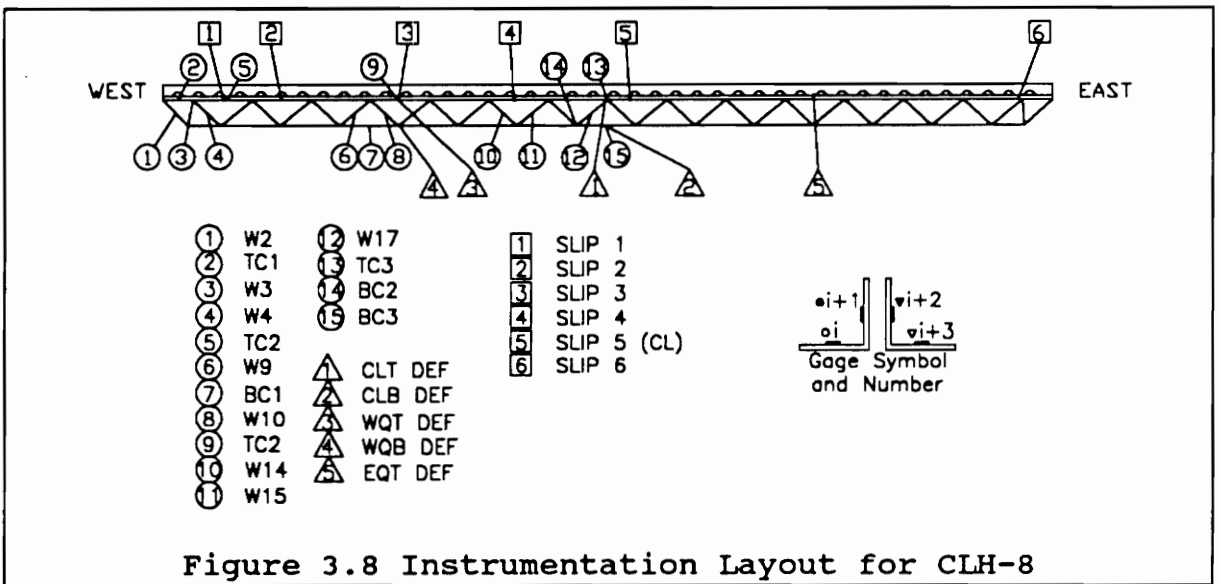 1 2 3 4 5 6
2 5 9 14 13
WEST EAST
1 3 4 6 7 8 10 11 12 15
4 3 1 2 5
1 W2
2 TC1
3 W3
4 W4
5 TC2
6 W9
7 BC1
8 W10
9 TC2
10 W14
11 W15
12 W17
13 TC3
14 BC2
15 BC3
1 CLT DEF
2 CLB DEF
3 WQT DEF
4 WQB DEF
5 EQT DEF
1 SLIP 1
2 SLIP 2
3 SLIP 3
4 SLIP 4
5 SLIP 5 (CL)
6 SLIP 6
●i+1 ▼i+2
○i ▽i+3
Gage Symbol
and Number
Figure 3.8 Instrumentation Layout for CLH-8